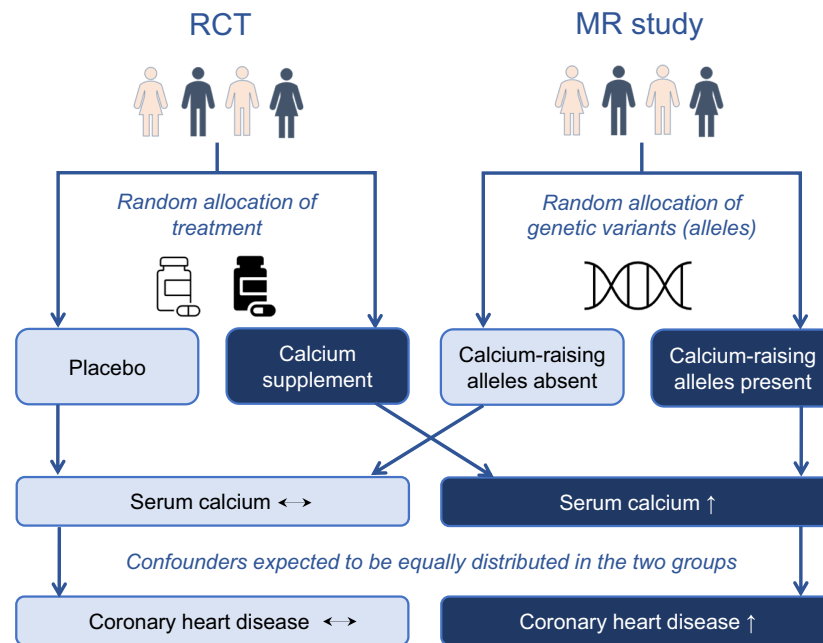 RCT
MR study
Random allocation of
treatment
Random allocation of
genetic variants (alleles)
Placebo
Calcium
supplement
Calcium-raising
alleles absent
Calcium-raising
alleles present
Serum calcium ↔
Serum calcium ↑
Confounders expected to be equally distributed in the two groups
Coronary heart disease ↔
Coronary heart disease ↑